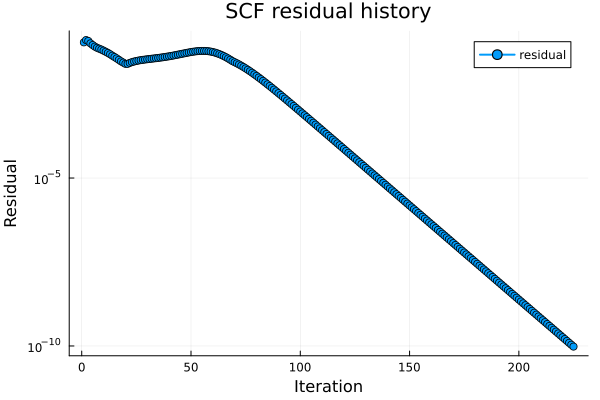 SCF residual history
residual
Residual
10⁻⁵
10⁻¹⁰
0 50 100 150 200
Iteration